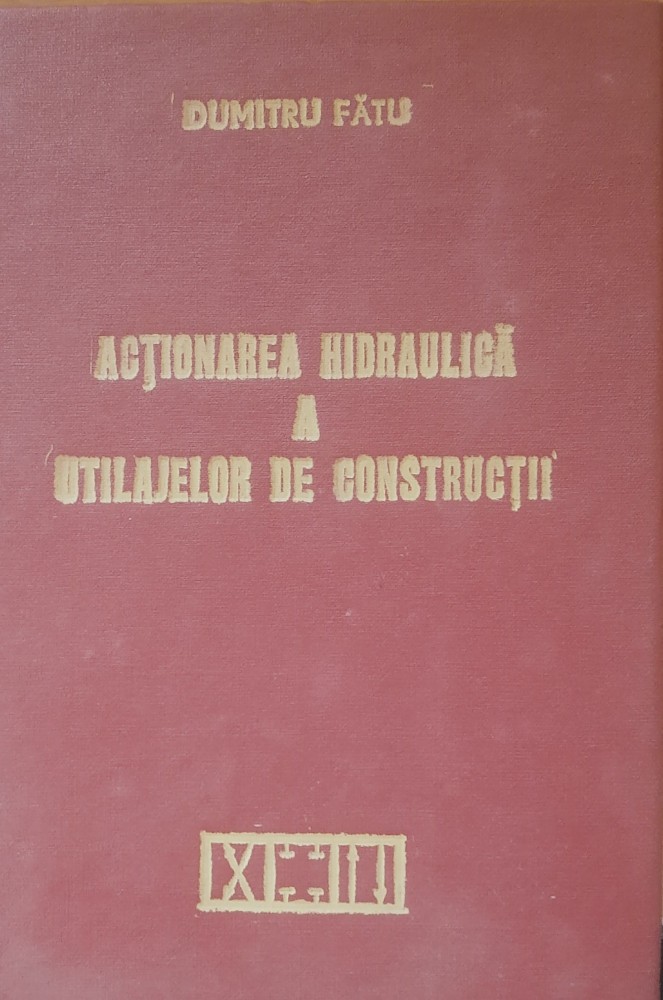 DUMITRU FĂTU
ACȚIONAREA HIDRAULICĂ
A
UTILAJELOR DE CONSTRUCȚII